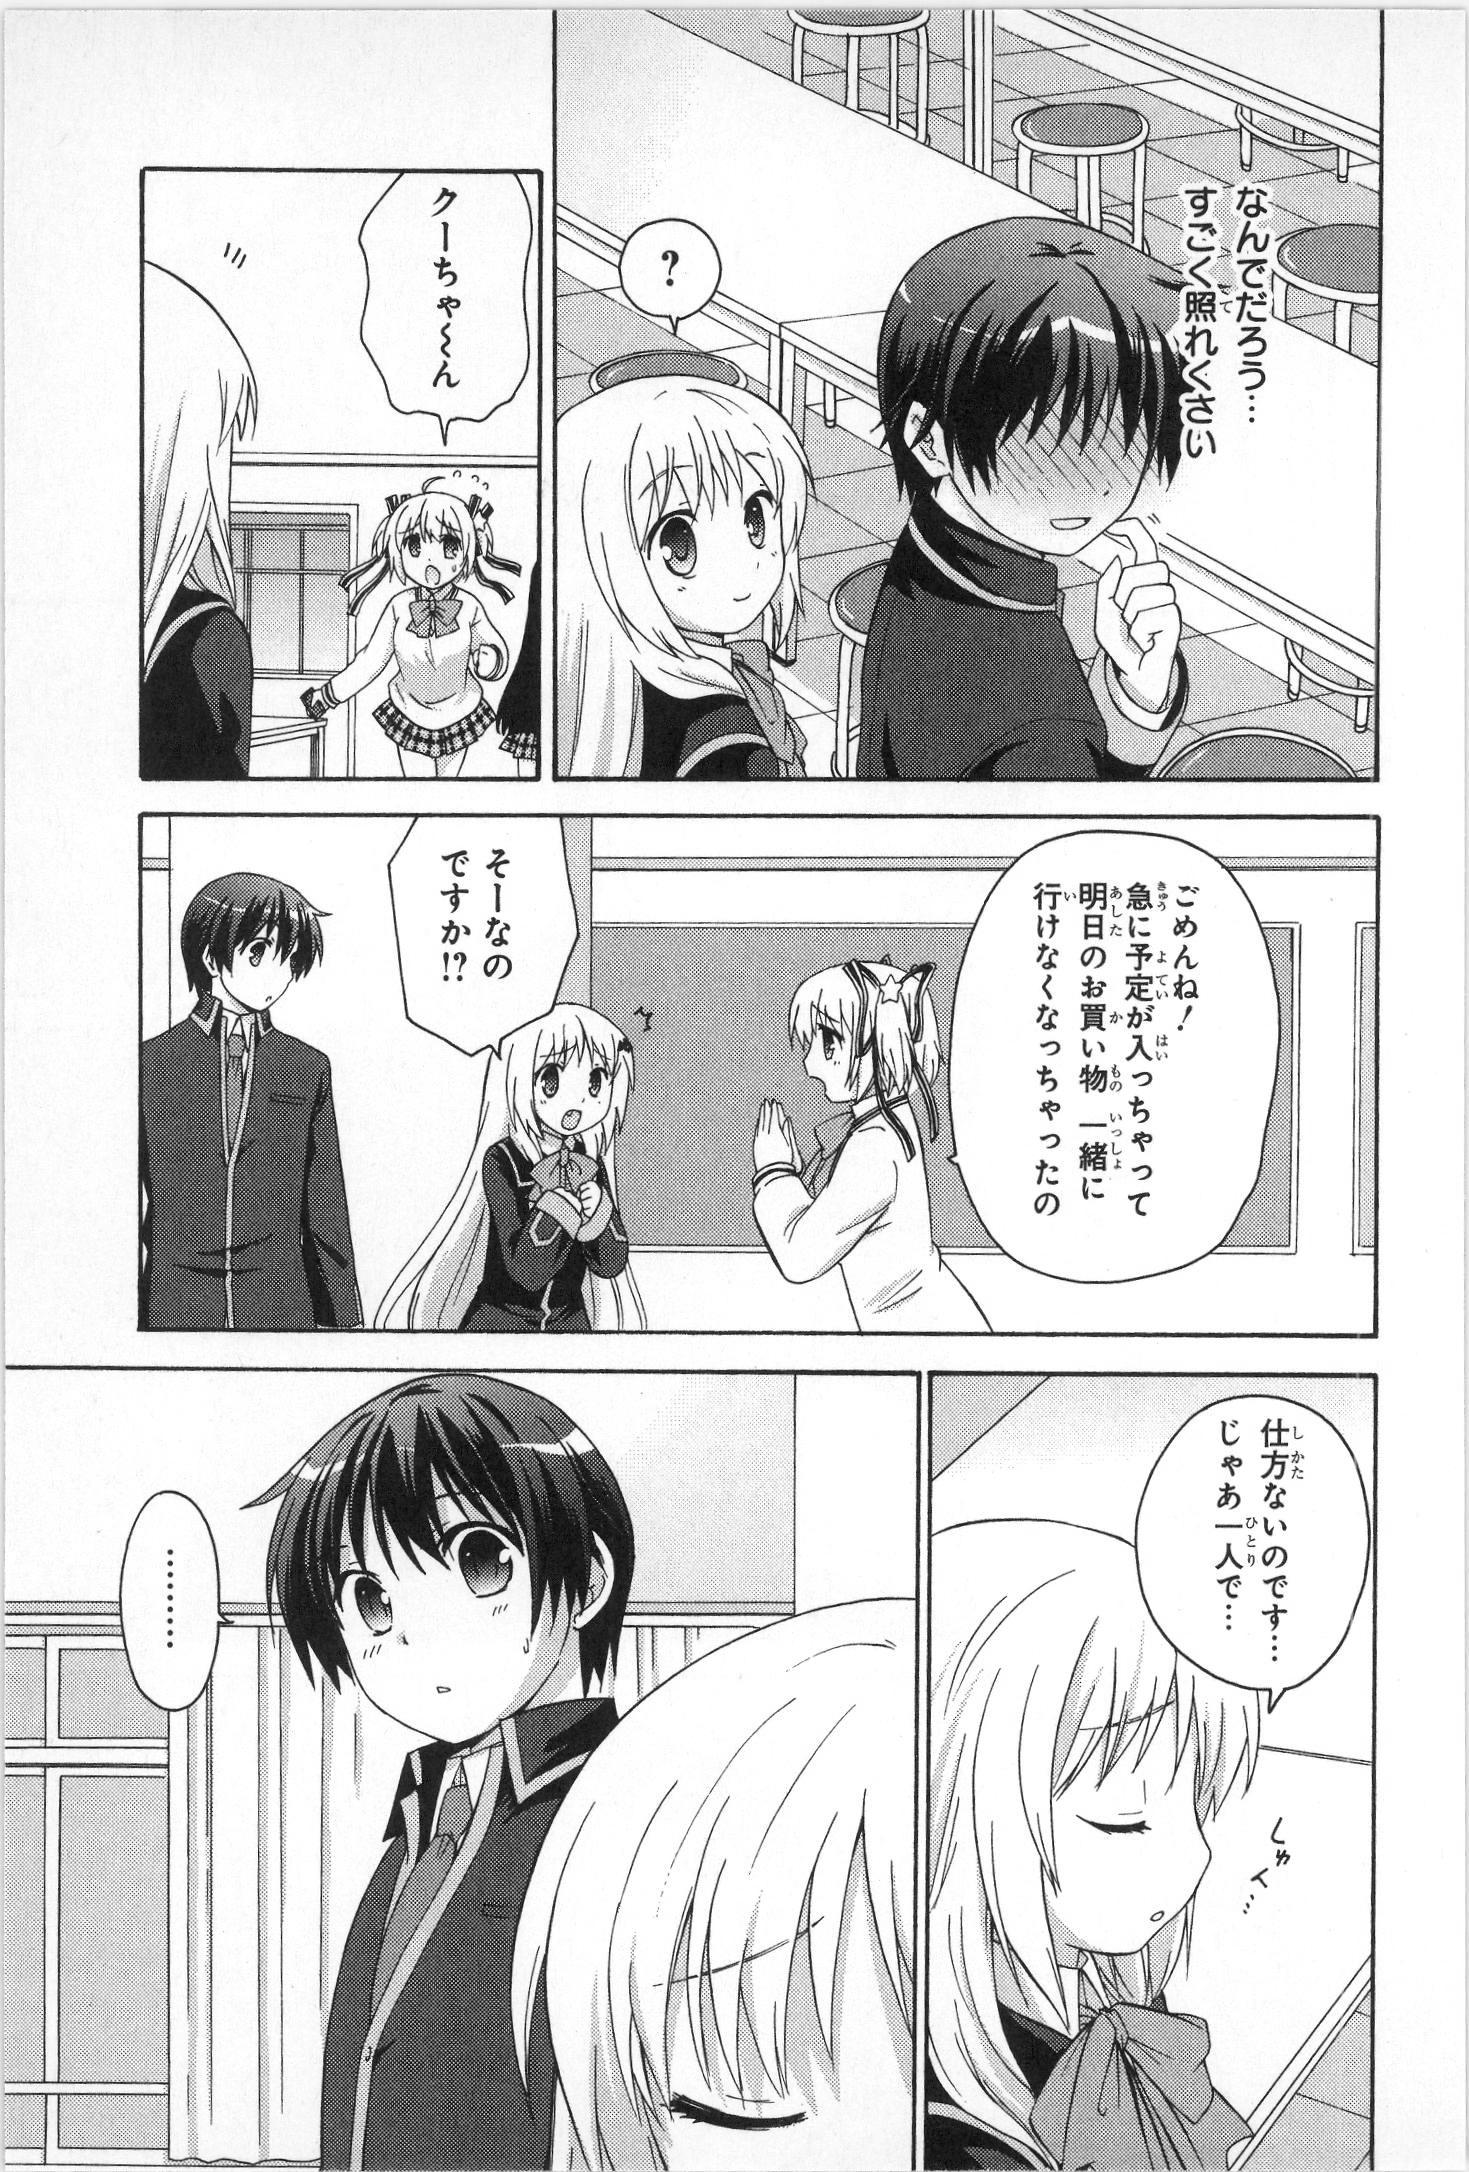 なんでだろう…
すごく照れくさい
?
クーちゃ〜ん
ごめんね!
急に予定が入っちゃって
明日のお買い物 一緒に
行けなくなっちゃったの
そーなの
ですか!?
仕方ないのです…
じゃあ一人で…
しゅん…
………